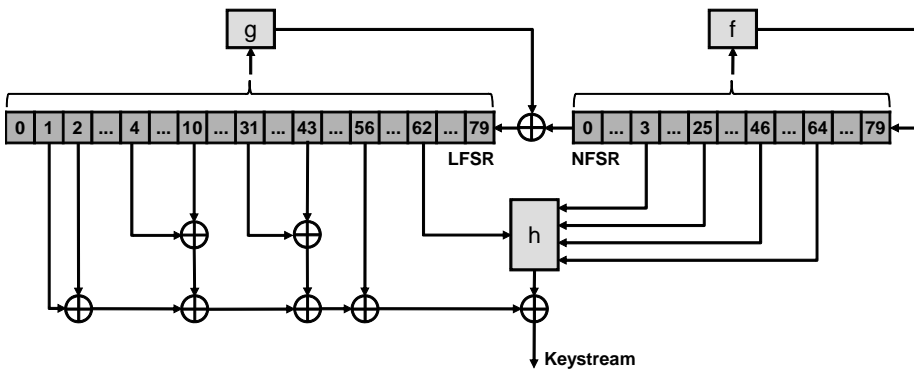 g f
0 1 2 ... 4 ... 10 ... 31 ... 43 ... 56 ... 62 ... 79 0 ... 3 ... 25 ... 46 ... 64 ... 79
LFSR NFSR
h
Keystream